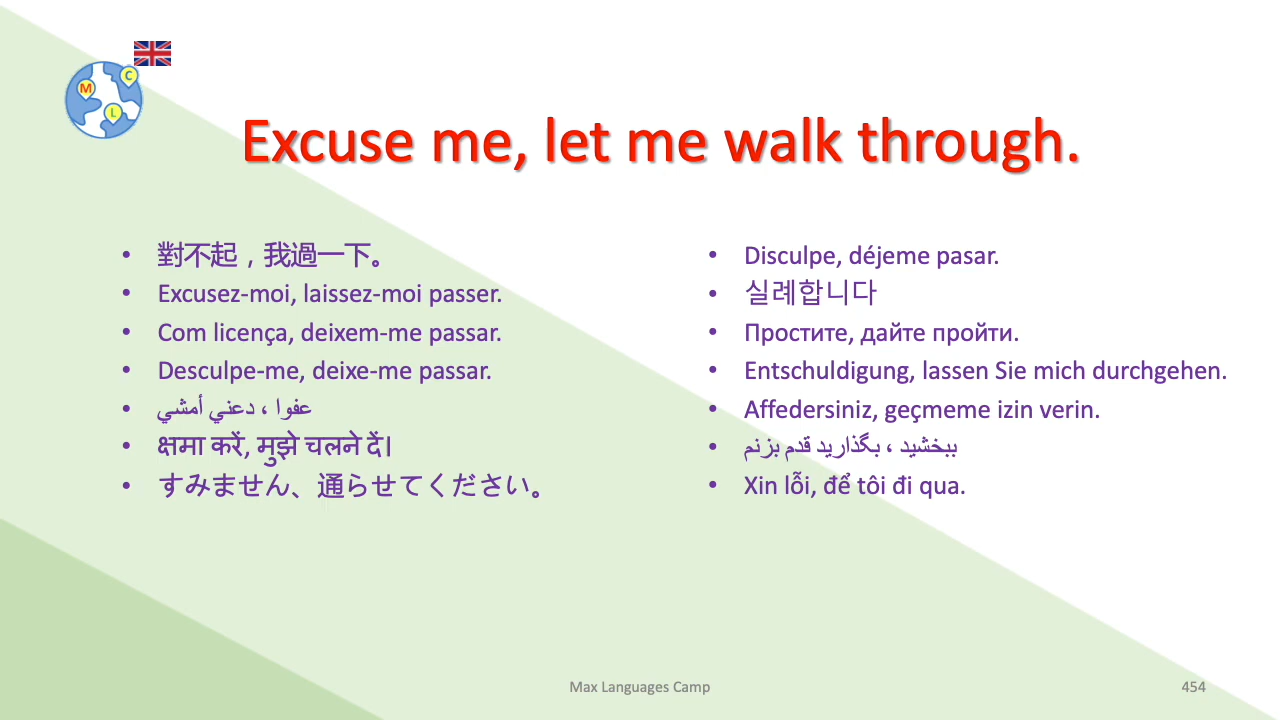 M
C
L
Excuse me, let me walk through.
• 對不起，我過一下。
• Excusez-moi, laissez-moi passer.
• Com licença, deixem-me passar.
• Desculpe-me, deixe-me passar.
• عفوا ، دعني أمشي
• क्षमा करें, मुझे चलने दें।
• すみません、通らせてください。
• Disculpe, déjeme pasar.
• 실례합니다
• Простите, дайте пройти.
• Entschuldigung, lassen Sie mich durchgehen.
• Affedersiniz, geçmeme izin verin.
• ببخشید ، بگذارید قدم بزنم
• Xin lỗi, để tôi đi qua.
Max Languages Camp
454